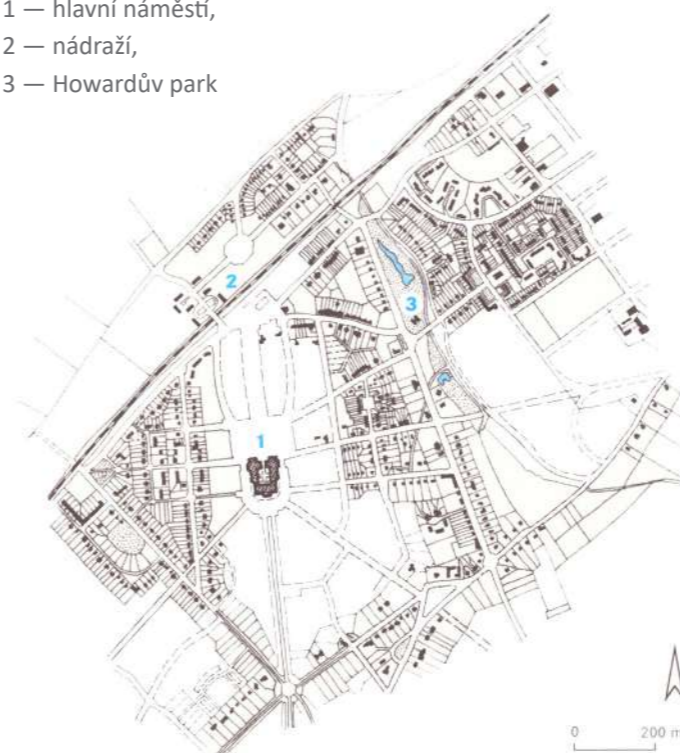 1 — hlavní náměstí,
2 — nádraží,
3 — Howardův park
2
3
1
0 200 m